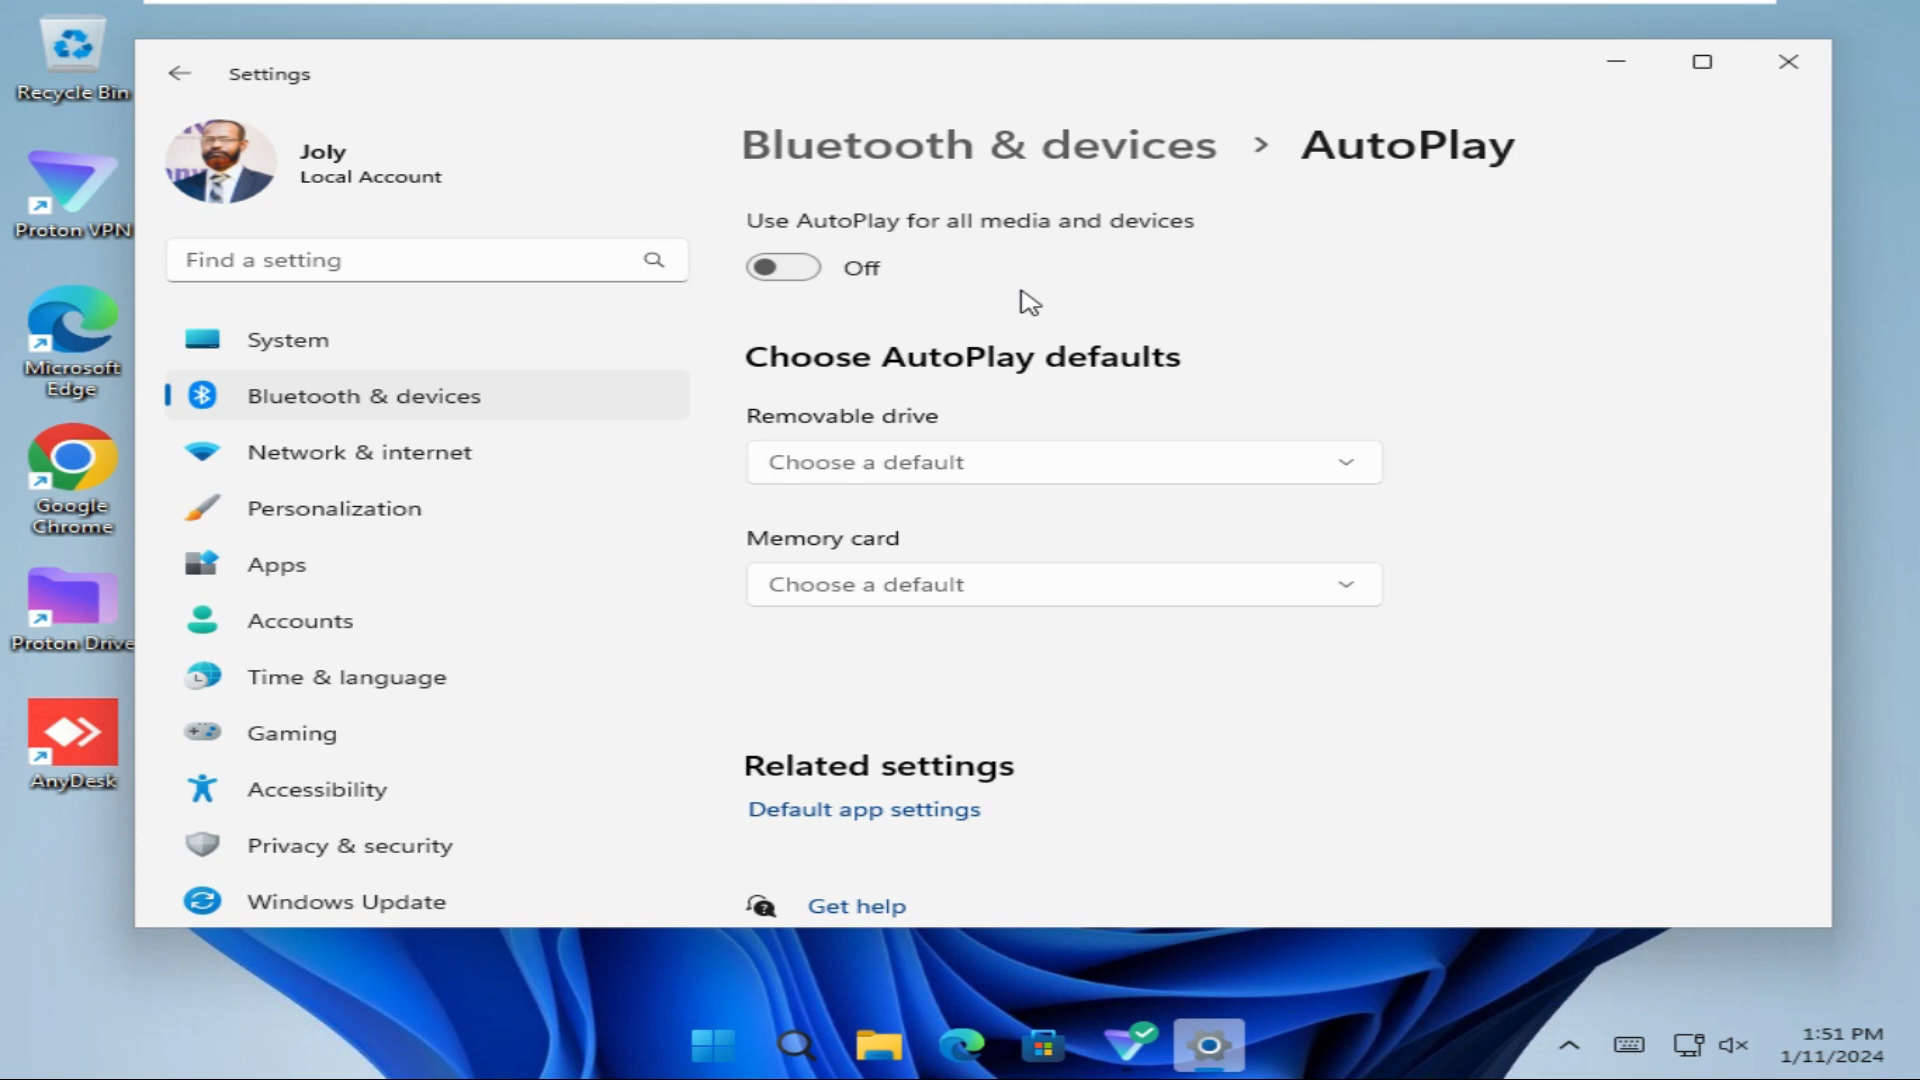 Recycle Bin
Proton VPN
Microsoft
Edge
Google
Chrome
Proton Drive
AnyDesk
Settings
Joly
Local Account
Find a setting
System
Bluetooth & devices
Network & internet
Personalization
Apps
Accounts
Time & language
Gaming
Accessibility
Privacy & security
Windows Update
Bluetooth & devices > AutoPlay
Use AutoPlay for all media and devices
Off
Choose AutoPlay defaults
Removable drive
Choose a default
Memory card
Choose a default
Related settings
Default app settings
Get help
1:51 PM
1/11/2024